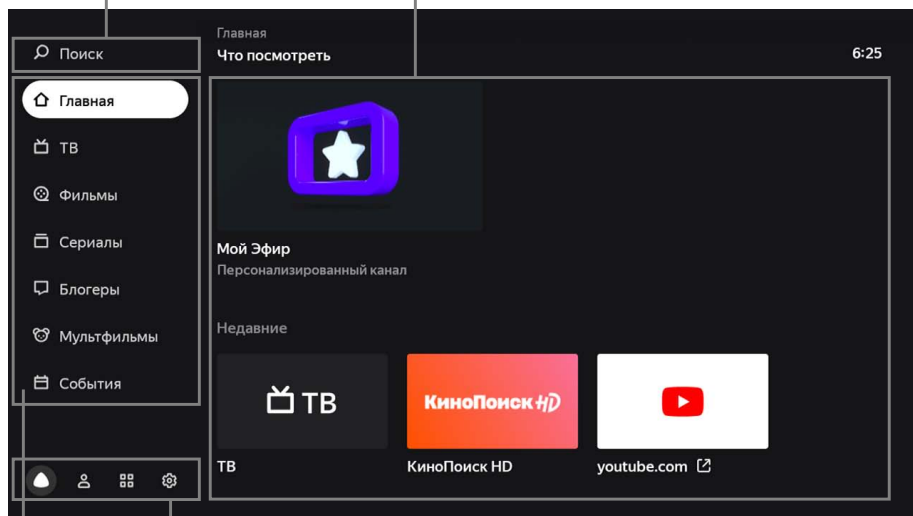 Поиск
Главная
ТВ
Фильмы
Сериалы
Блогеры
Мультфильмы
События
Главная
Что посмотреть
6:25
Мой Эфир
Персонализированный канал
Недавние
ТВ
КиноПоиск HD
ТВ
КиноПоиск HD
youtube.com